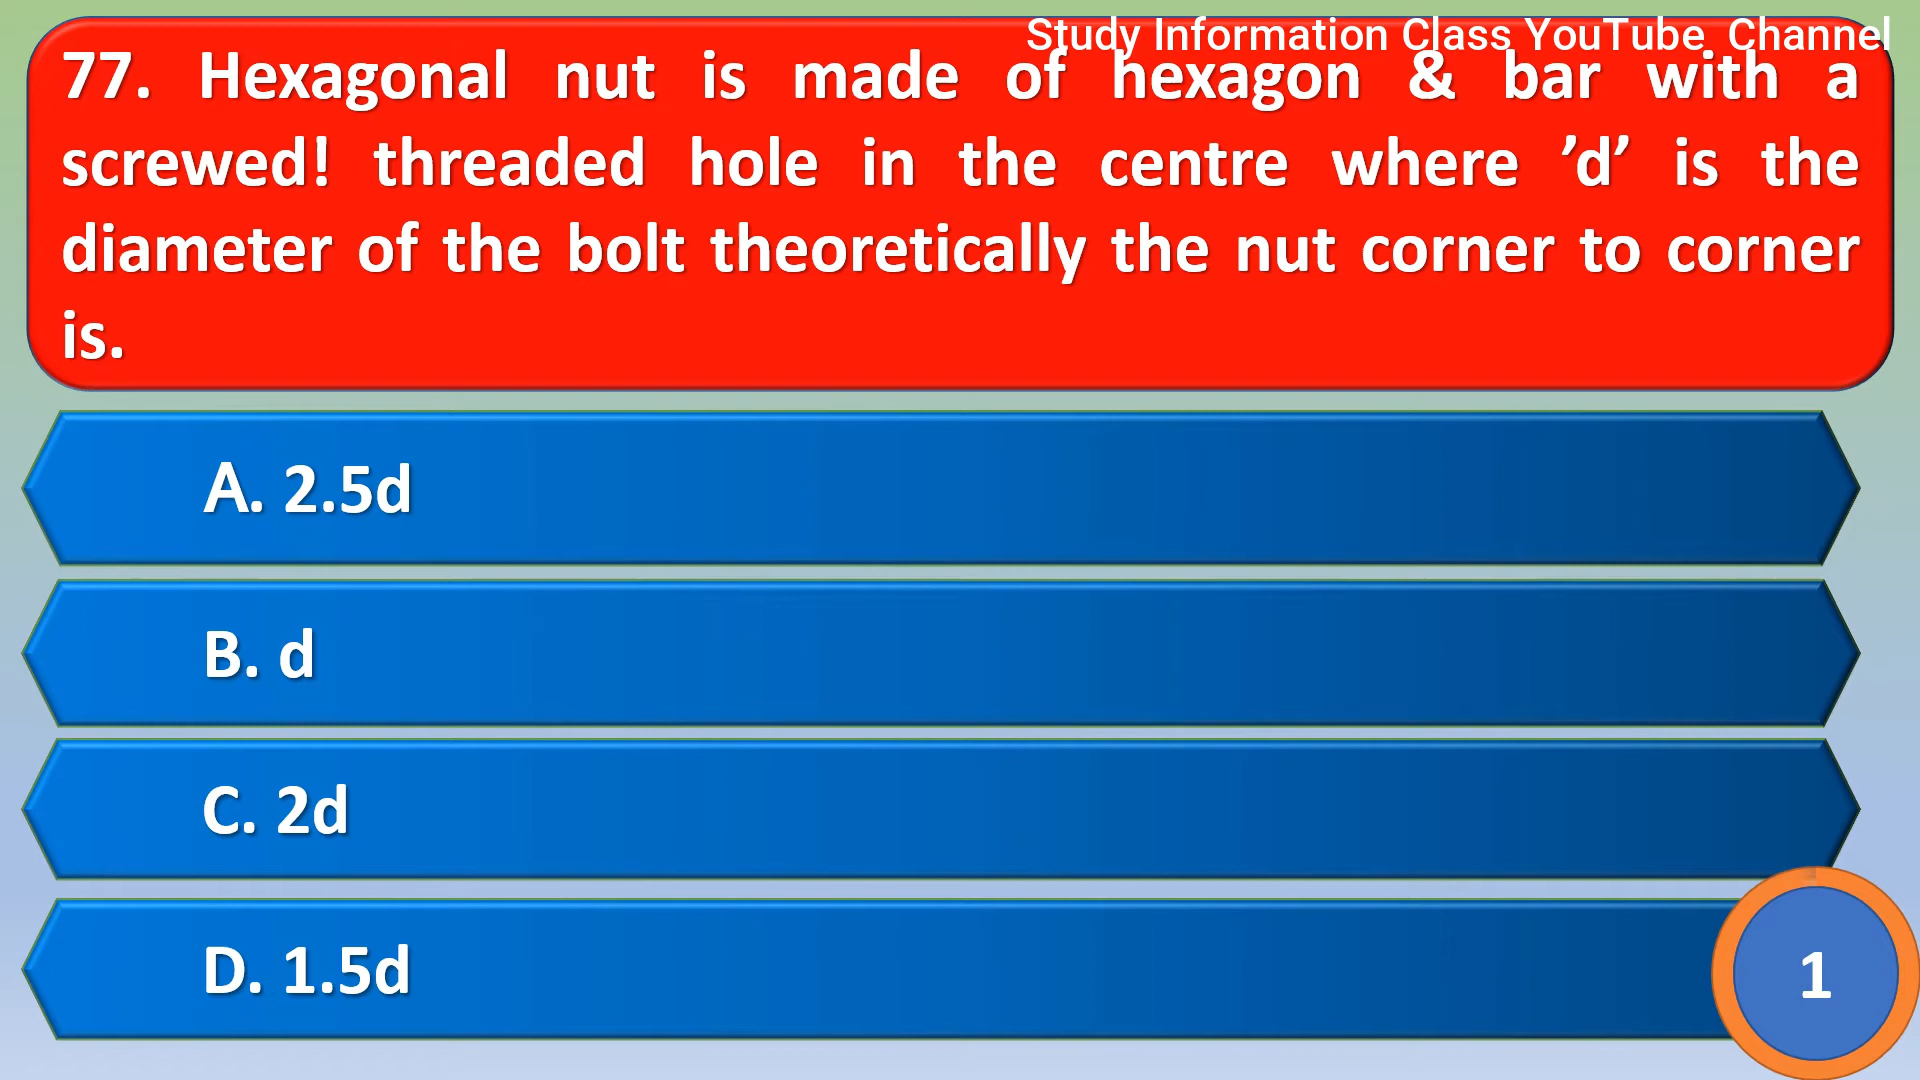 Study Information Class YouTube Channel
77. Hexagonal nut is made of hexagon & bar with a
screwed! threaded hole in the centre where ’d’ is the
diameter of the bolt theoretically the nut corner to corner
is.
A. 2.5d
B. d
C. 2d
D. 1.5d
1